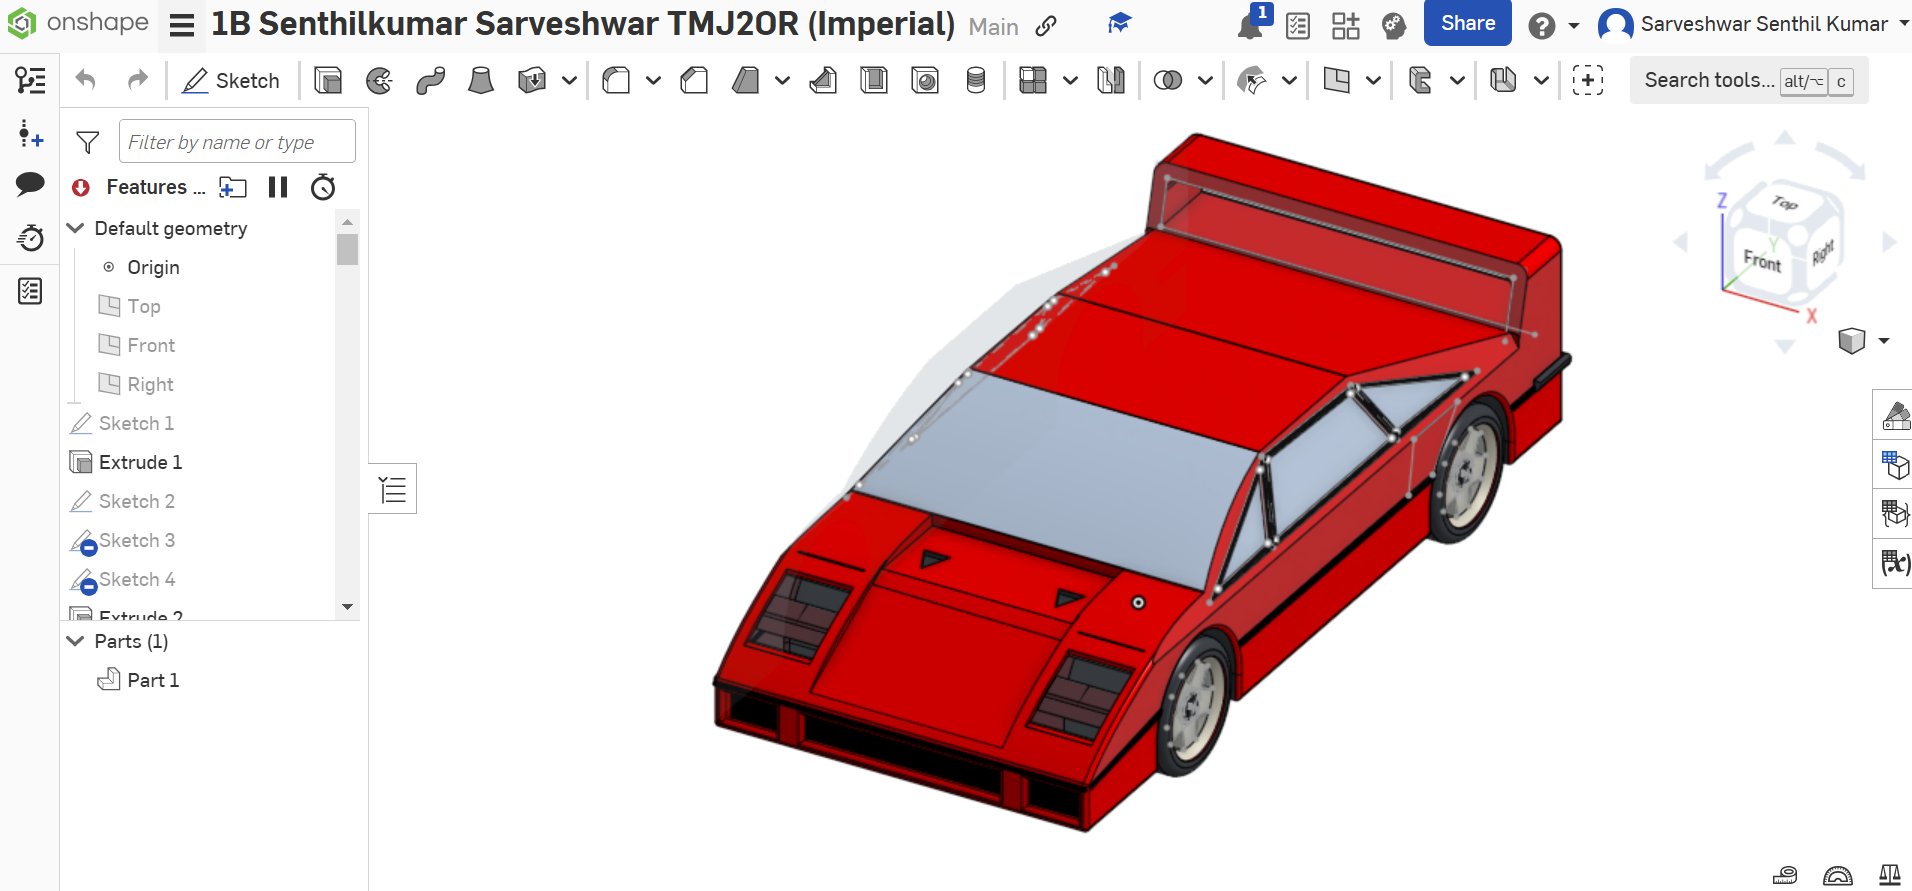 onshape
1B Senthilkumar Sarveshwar TMJ2OR (Imperial) Main
1
Share
Sarveshwar Senthil Kumar
Sketch
Search tools... alt/⌥ c
Filter by name or type
Features ...
Default geometry
Origin
Top
Front
Right
Sketch 1
Extrude 1
Sketch 2
Sketch 3
Sketch 4
Extrude 2
Parts (1)
Part 1
Z
Top
Y
Front
Right
X
(x)